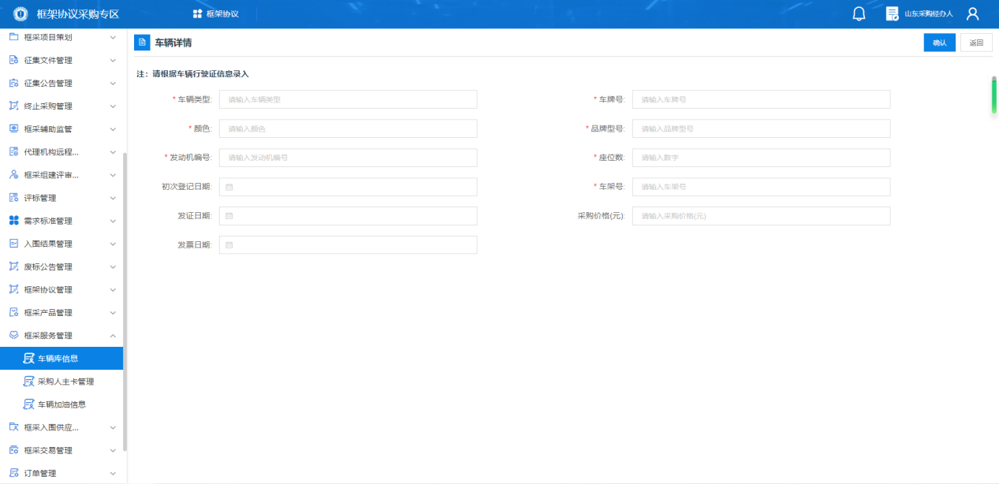 框架协议采购专区
框架协议
山东采购经办人
框采项目策划
征集文件管理
征集公告管理
终止采购管理
框采辅助监管
代理机构远程...
框采组建评审...
评标管理
需求标准管理
入围结果管理
废标公告管理
框架协议管理
框采产品管理
框采服务管理
车辆库信息
采购人主卡管理
车辆加油信息
框采入围供应...
框采交易管理
订单管理
车辆详情
确认
返回
注：请根据车辆行驶证信息录入
* 车辆类型: 请输入车辆类型
* 车牌号: 请输入车牌号
* 颜色: 请输入颜色
* 品牌型号: 请输入品牌型号
* 发动机编号: 请输入发动机编号
* 座位数: 请输入数字
初次登记日期:
* 车架号: 请输入车架号
发证日期:
采购价格(元): 请输入采购价格(元)
发票日期: